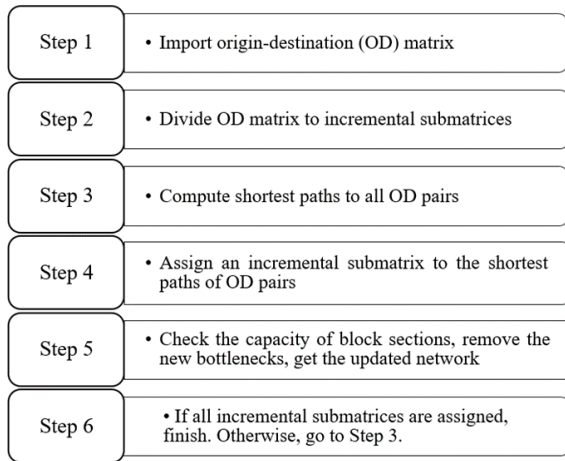 Step 1
• Import origin-destination (OD) matrix
Step 2
• Divide OD matrix to incremental submatrices
Step 3
• Compute shortest paths to all OD pairs
Step 4
• Assign an incremental submatrix to the shortest
paths of OD pairs
Step 5
• Check the capacity of block sections, remove the
new bottlenecks, get the updated network
Step 6
• If all incremental submatrices are assigned,
finish. Otherwise, go to Step 3.